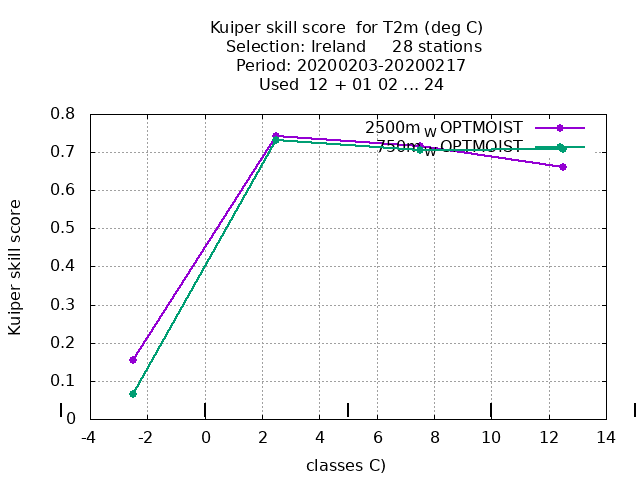 Kuiper skill score for T2m (deg C)
Selection: Ireland 28 stations
Period: 20200203-20200217
Used 12 + 01 02 ... 24
2500m W OPTMOIST
750m W OPTMOIST
Kuiper skill score
0.8
0.7
0.6
0.5
0.4
0.3
0.2
0.1
0
-4 -2 0 2 4 6 8 10 12 14
classes C)